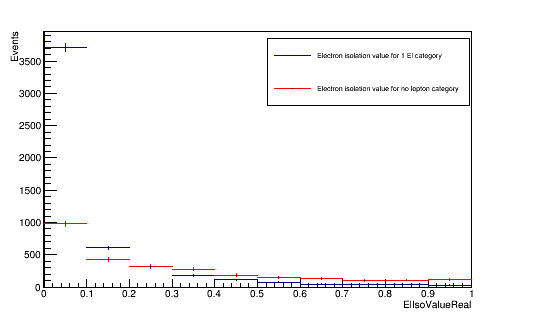 Events
Electron isolation value for 1 El category
Electron isolation value for no lepton category
3500
3000
2500
2000
1500
1000
500
0
0 0.1 0.2 0.3 0.4 0.5 0.6 0.7 0.8 0.9 1
ElIsoValueReal